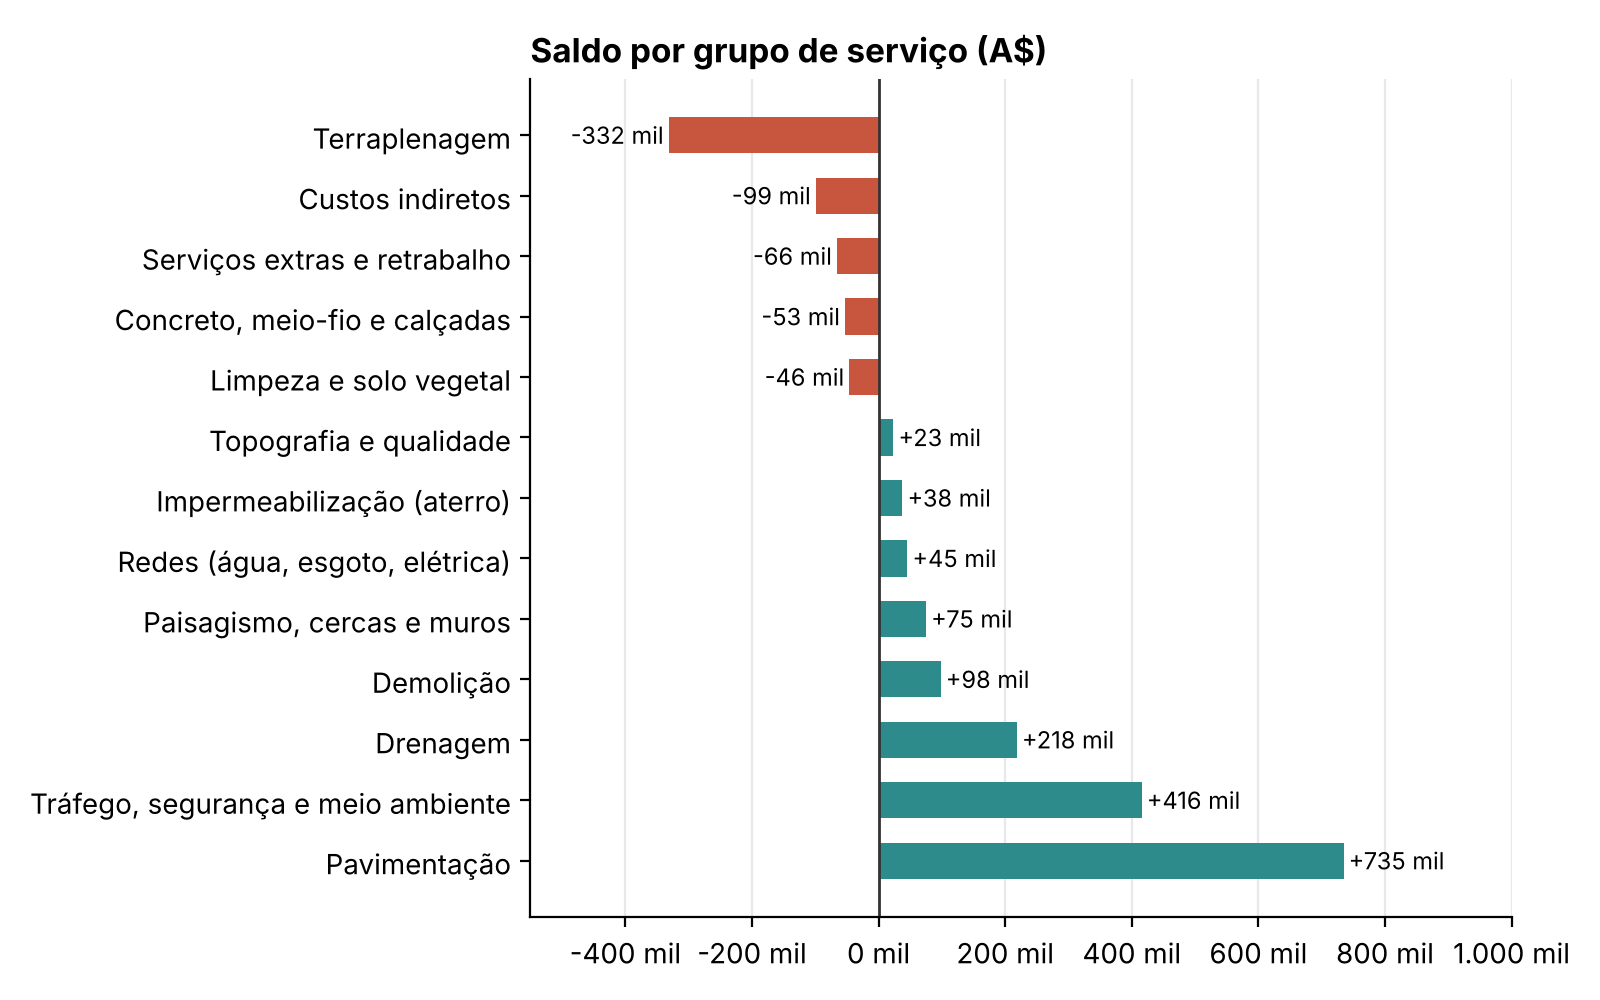 Saldo por grupo de serviço (A$)
Terraplenagem -332 mil
Custos indiretos -99 mil
Serviços extras e retrabalho -66 mil
Concreto, meio-fio e calçadas -53 mil
Limpeza e solo vegetal -46 mil
Topografia e qualidade +23 mil
Impermeabilização (aterro) +38 mil
Redes (água, esgoto, elétrica) +45 mil
Paisagismo, cercas e muros +75 mil
Demolição +98 mil
Drenagem +218 mil
Tráfego, segurança e meio ambiente +416 mil
Pavimentação +735 mil
-400 mil -200 mil 0 mil 200 mil 400 mil 600 mil 800 mil 1.000 mil